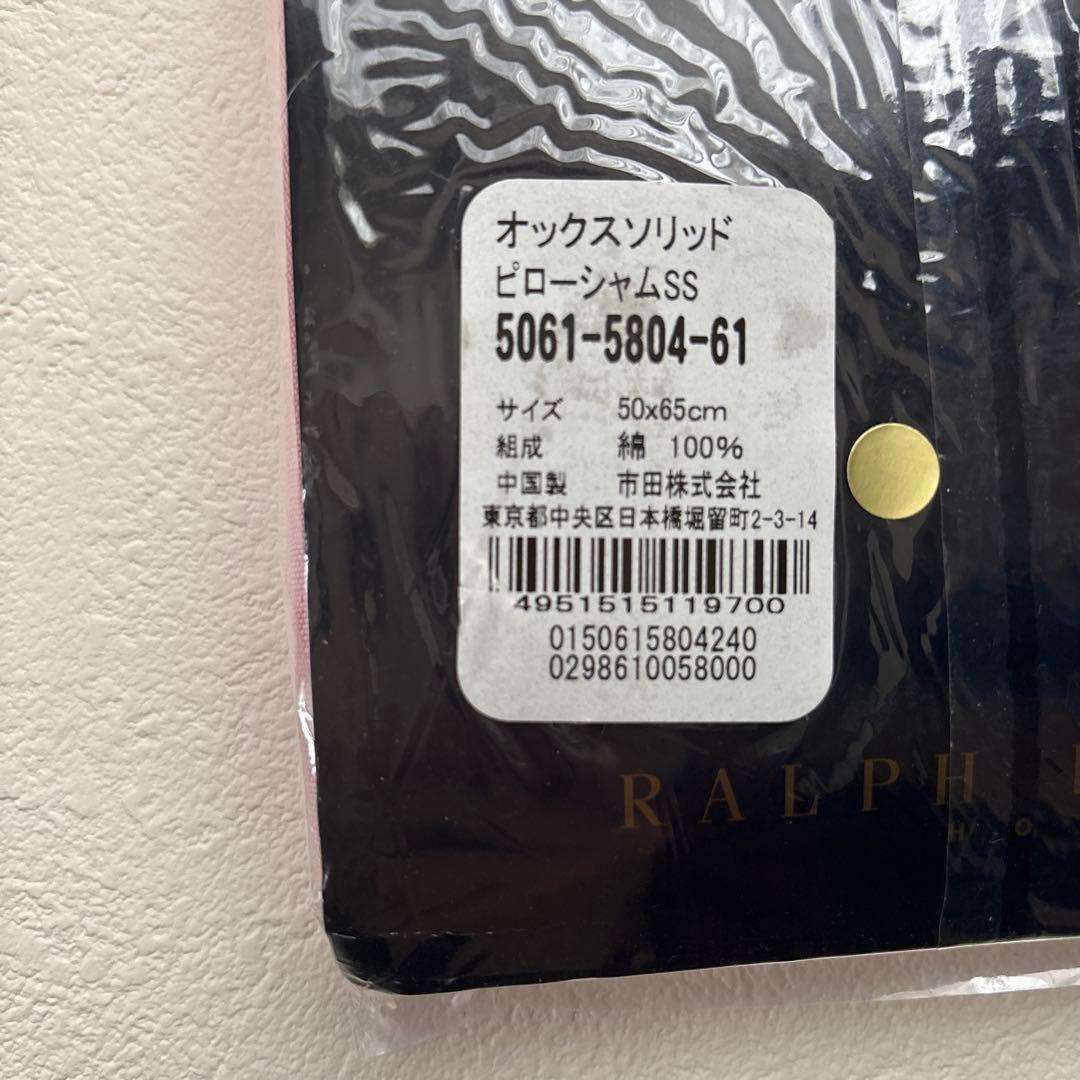 オックスソリッド
ピローシャムSS
5061-5804-61
サイズ 50x65cm
組成 綿 100%
中国製 市田株式会社
東京都中央区日本橋堀留町2-3-14
4951515119700
0150615804240
0298610058000
RALPH